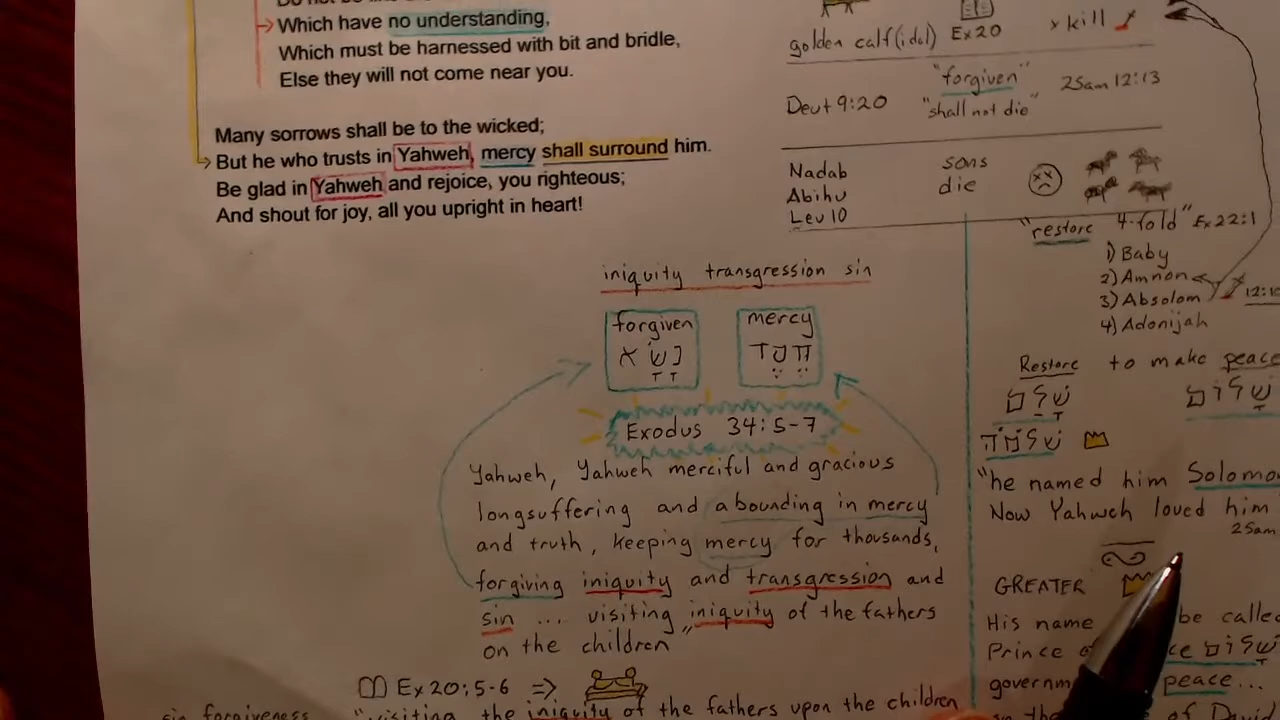 Which have no understanding,
Which must be harnessed with bit and bridle,
Else they will not come near you.
Many sorrows shall be to the wicked;
But he who trusts in Yahweh, mercy shall surround him.
Be glad in Yahweh and rejoice, you righteous;
And shout for joy, all you upright in heart!
golden calf (idol) Ex 20 x kill
Deut 9:20 "forgiven" 2Sam 12:13
"shall not die"
Nadab sons
Abihu die
Lev 10
"restore 4-fold" Ex 22:1
1) Baby
2) Amnon
3) Absolom
4) Adonijah
iniquity transgression sin
forgiven mercy
נָשָׂא חֶסֶד
Exodus 34:5-7
Yahweh, Yahweh merciful and gracious
longsuffering and abounding in mercy
and truth, keeping mercy for thousands,
forgiving iniquity and transgression and
sin ... visiting "iniquity of the fathers
on the children"
Ex 20:5-6 =>
"visiting the iniquity of the fathers upon the children
sin forgiveness
Restore to make peace
שָׁלַם שָׁלוֹם
שְׁלֹמֹה
"he named him
Now Yahweh loved him
2Sam
GREATER
His name be called
Prince
peace...
of David